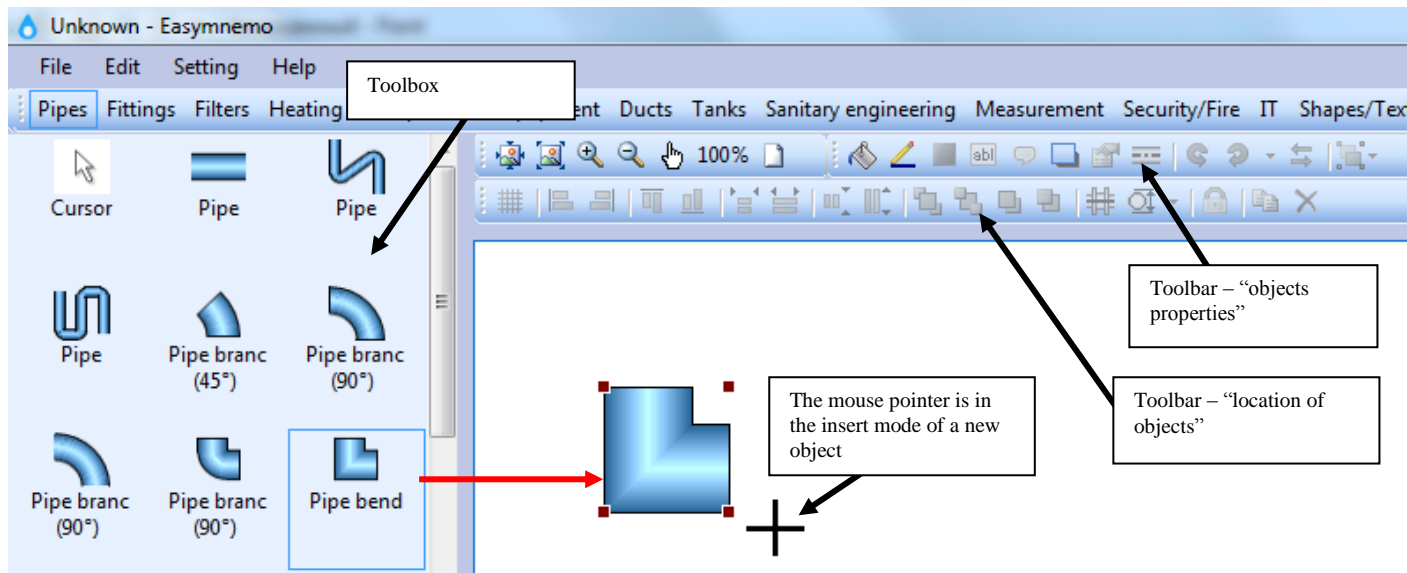 Unknown - Easymnemo
File Edit Setting Help
Toolbox
Pipes Fittings Filters Heating ent Ducts Tanks Sanitary engineering Measurement Security/Fire IT Shapes/Tex
100%
abl
Cursor Pipe Pipe
Pipe Pipe branc Pipe branc
(45°) (90°)
Pipe branc Pipe branc Pipe bend
(90°) (90°)
Toolbar – “objects
properties”
The mouse pointer is in
the insert mode of a new
object
Toolbar – “location of
objects”